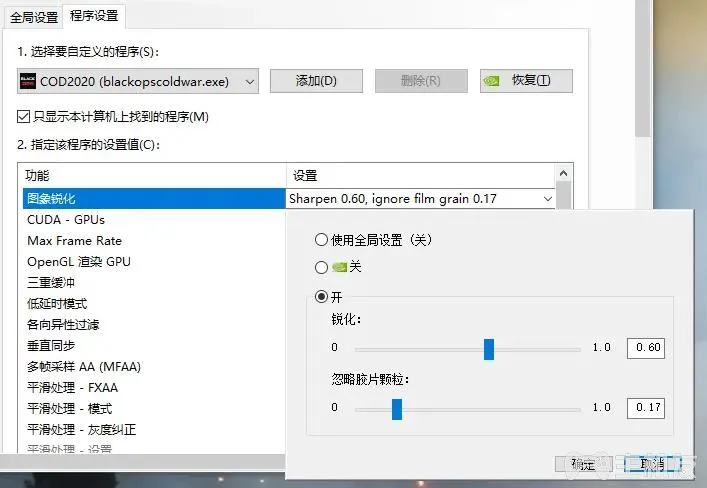 全局设置 程序设置
1. 选择要自定义的程序(S):
COD2020 (blackopscoldwar.exe) 添加(D) 删除(R) 恢复(T)
只显示本计算机上找到的程序(M)
2. 指定该程序的设置值(C):
功能 设置
图象锐化 Sharpen 0.60, ignore film grain 0.17
CUDA - GPUs
Max Frame Rate
OpenGL 渲染 GPU
三重缓冲
低延时模式
各向异性过滤
垂直同步
多帧采样 AA (MFAA)
平滑处理 - FXAA
平滑处理 - 模式
平滑处理 - 灰度纠正
平滑处理 - 设置
使用全局设置（关）
关
开
锐化:
0 1.0 0.60
忽略胶片颗粒:
0 1.0 0.17
确定 取消